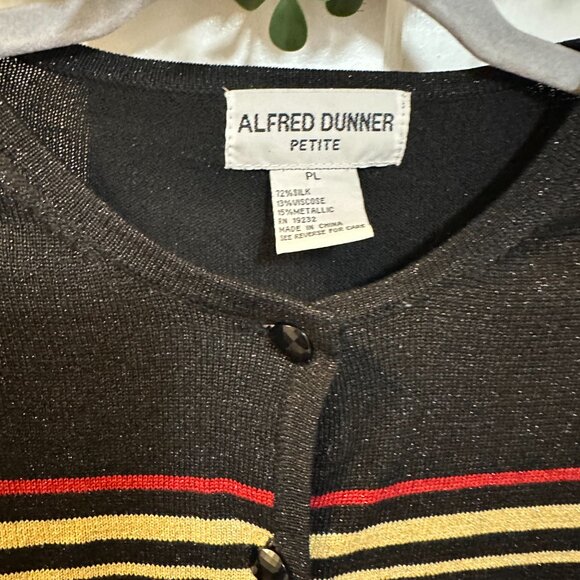 ALFRED DUNNER
PETITE
PL
72%SILK
13%VISCOSE
15%METALLIC
RN 19232
MADE IN CHINA
SEE REVERSE FOR CARE